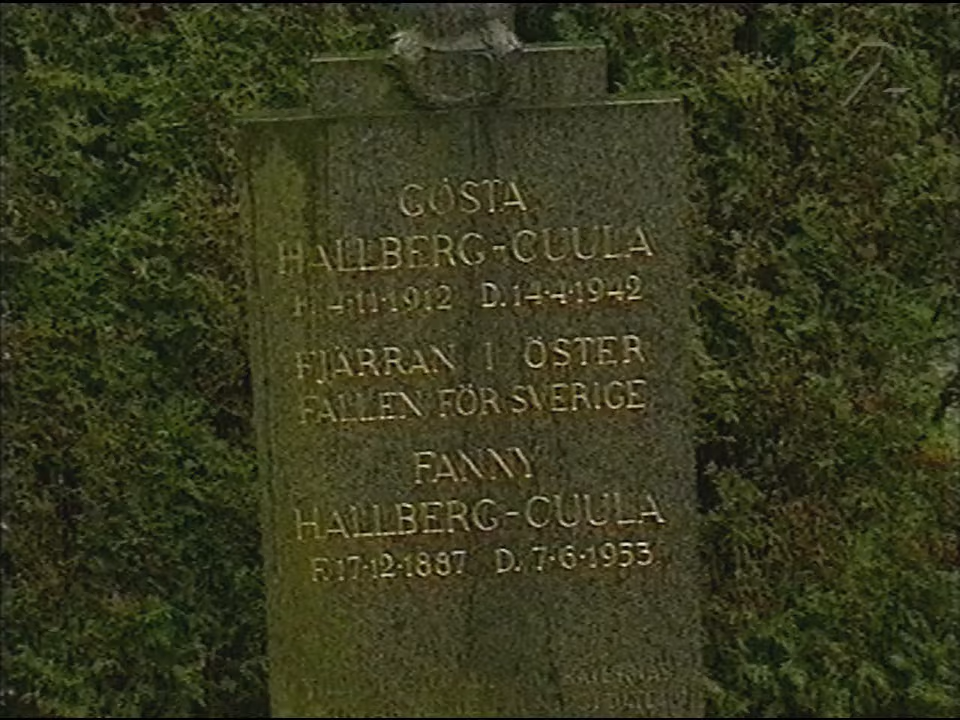 GÖSTA
HALLBERG-CUULA
F. 4·11·1912 D. 14·4·1942
FJÄRRAN I ÖSTER
FALLEN FÖR SVERIGE
FANNY
HALLBERG-CUULA
F. 17·12·1887 D. 7·6·1953
2